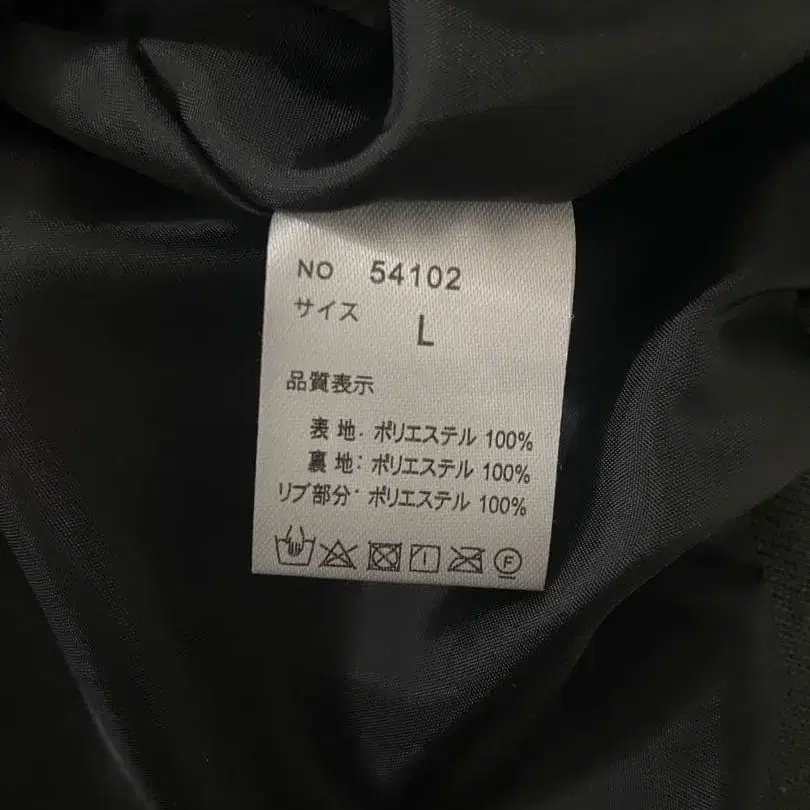 NO 54102
サイズ L
品質表示
表地: ポリエステル 100%
裏地: ポリエステル 100%
リブ部分: ポリエステル 100%
F